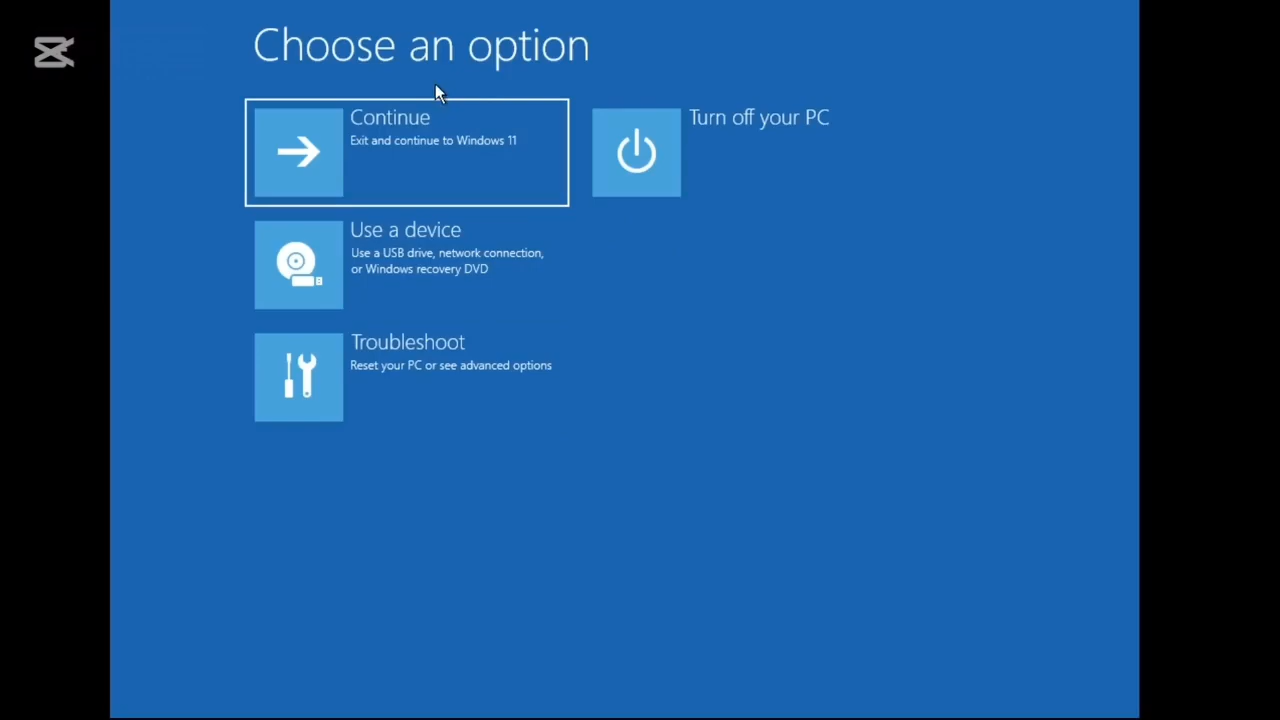 Choose an option
Continue
Exit and continue to Windows 11
Turn off your PC
Use a device
Use a USB drive, network connection,
or Windows recovery DVD
Troubleshoot
Reset your PC or see advanced options